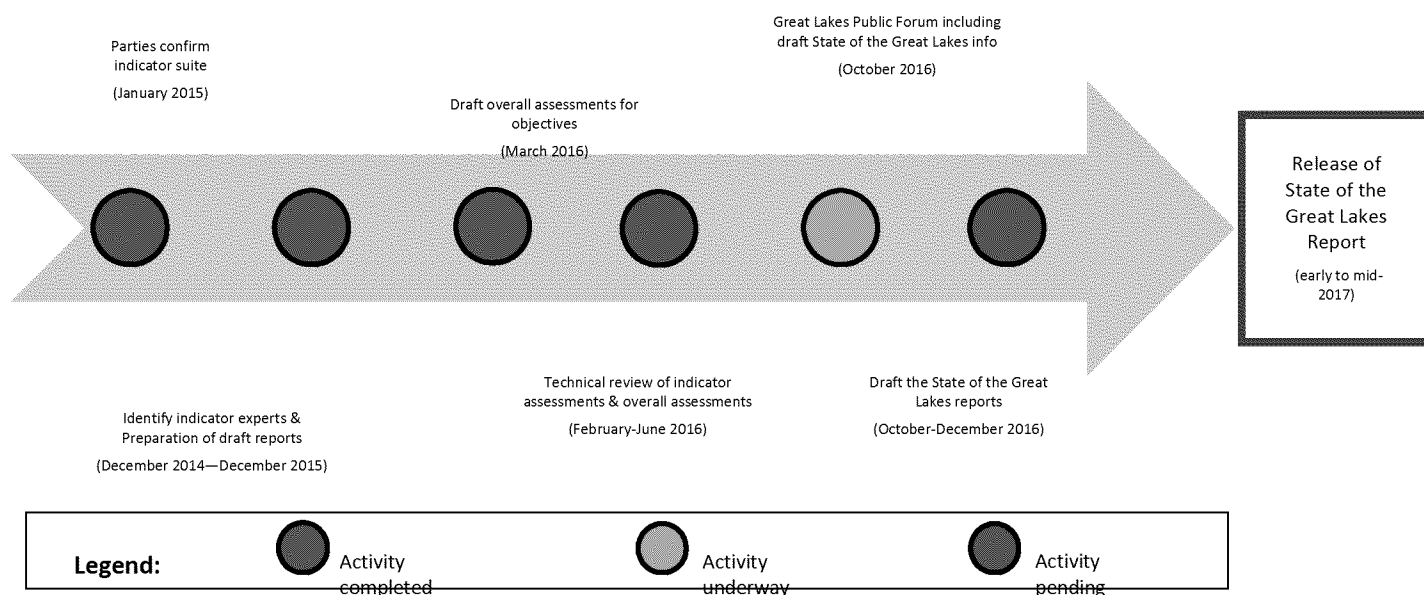 Great Lakes Public Forum including
draft State of the Great Lakes info
(October 2016)
Parties confirm
indicator suite
(January 2015)
Draft overall assessments for
objectives
(March 2016)
Release of
State of the
Great Lakes
Report
(early to mid-
2017)
Technical review of indicator
assessments & overall assessments
(February-June 2016)
Draft the State of the Great
Lakes reports
(October-December 2016)
Identify indicator experts &
Preparation of draft reports
(December 2014—December 2015)
Legend:
Activity
completed
Activity
underway
Activity
pending